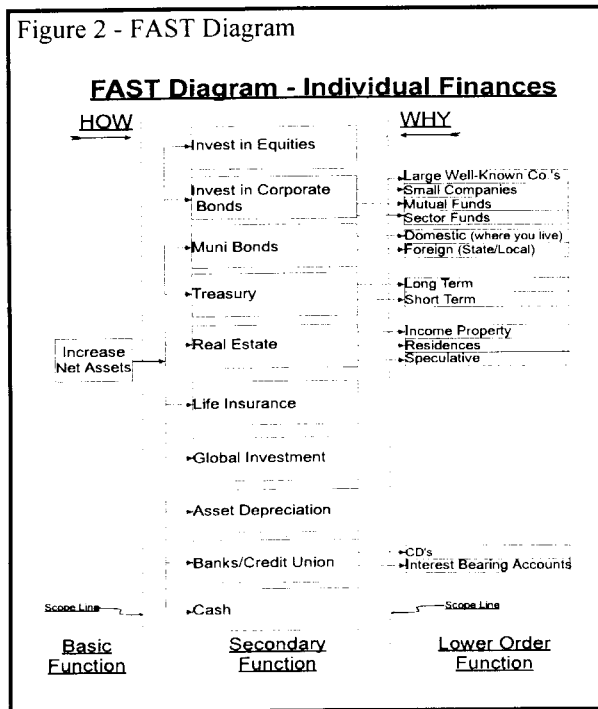 Figure 2 - FAST Diagram
FAST Diagram - Individual Finances
HOW
WHY
Invest in Equities
Invest in Corporate
Bonds
Muni Bonds
Treasury
Real Estate
Life Insurance
Global Investment
Asset Depreciation
Banks/Credit Union
Cash
Increase
Net Assets
Large Well-Known Co.'s
Small Companies
Mutual Funds
Sector Funds
Domestic (where you live)
Foreign (State/Local)
Long Term
Short Term
Income Property
Residences
Speculative
CD's
Interest Bearing Accounts
Scope Line
Scope Line
Basic
Function
Secondary
Function
Lower Order
Function